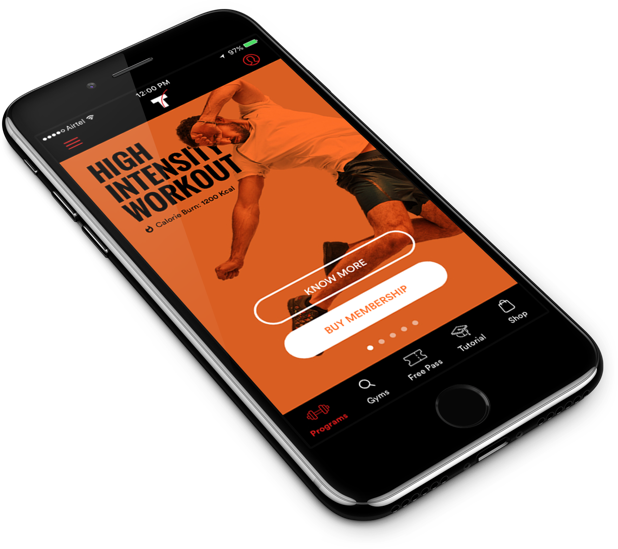 Airtel
12:00 PM
97%
HIGH
INTENSITY
WORKOUT
Calorie Burn: 1200 Kcal
KNOW MORE
BUY MEMBERSHIP
Programs
Gyms
Free Pass
Tutorial
Shop